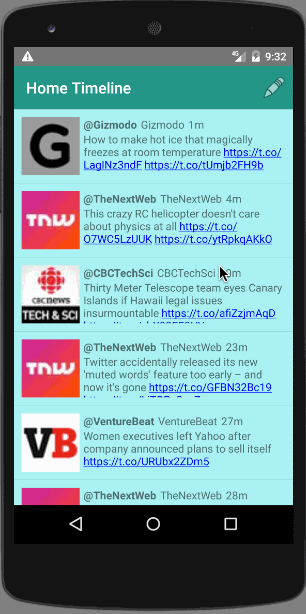 4G 9:32
Home Timeline
G
@Gizmodo Gizmodo 1m
How to make hot ice that magically
freezes at room temperature https://t.co/
LagINz3ndF https://t.co/tUmjb2FH9b
TNW
@TheNextWeb TheNextWeb 4m
This crazy RC helicopter doesn't care
about physics at all https://t.co/
O7WC5LzUUK https://t.co/ytRpkqAKkO
CBCNEWS
TECH & SCI
@CBCTechSci CBCTechSci
Thirty Meter Telescope team eyes Canary
Islands if Hawaii legal issues
insurmountable https://t.co/afiZzjmAqD
TNW
@TheNextWeb TheNextWeb 23m
Twitter accidentally released its new
'muted words' feature too early – and
now it's gone https://t.co/GFBN32Bc19
VB
@VentureBeat VentureBeat 27m
Women executives left Yahoo after
company announced plans to sell itself
https://t.co/URUbx2ZDm5
@TheNextWeb TheNextWeb 28m